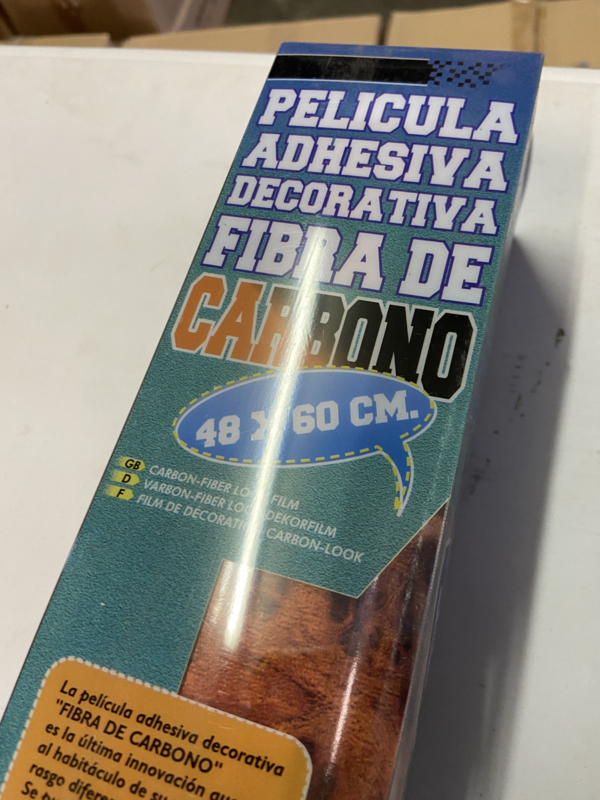 PELICULA
ADHESIVA
DECORATIVA
FIBRA DE
CARBONO
48 X 60 CM.
GB CARBON-FIBER LOOK FILM
D VARBON-FIBER LOOK DEKORFILM
F FILM DE DECORATION CARBON-LOOK
La película adhesiva decorativa
"FIBRA DE CARBONO"
es la última innovación
al habitáculo de
rasgo
Se